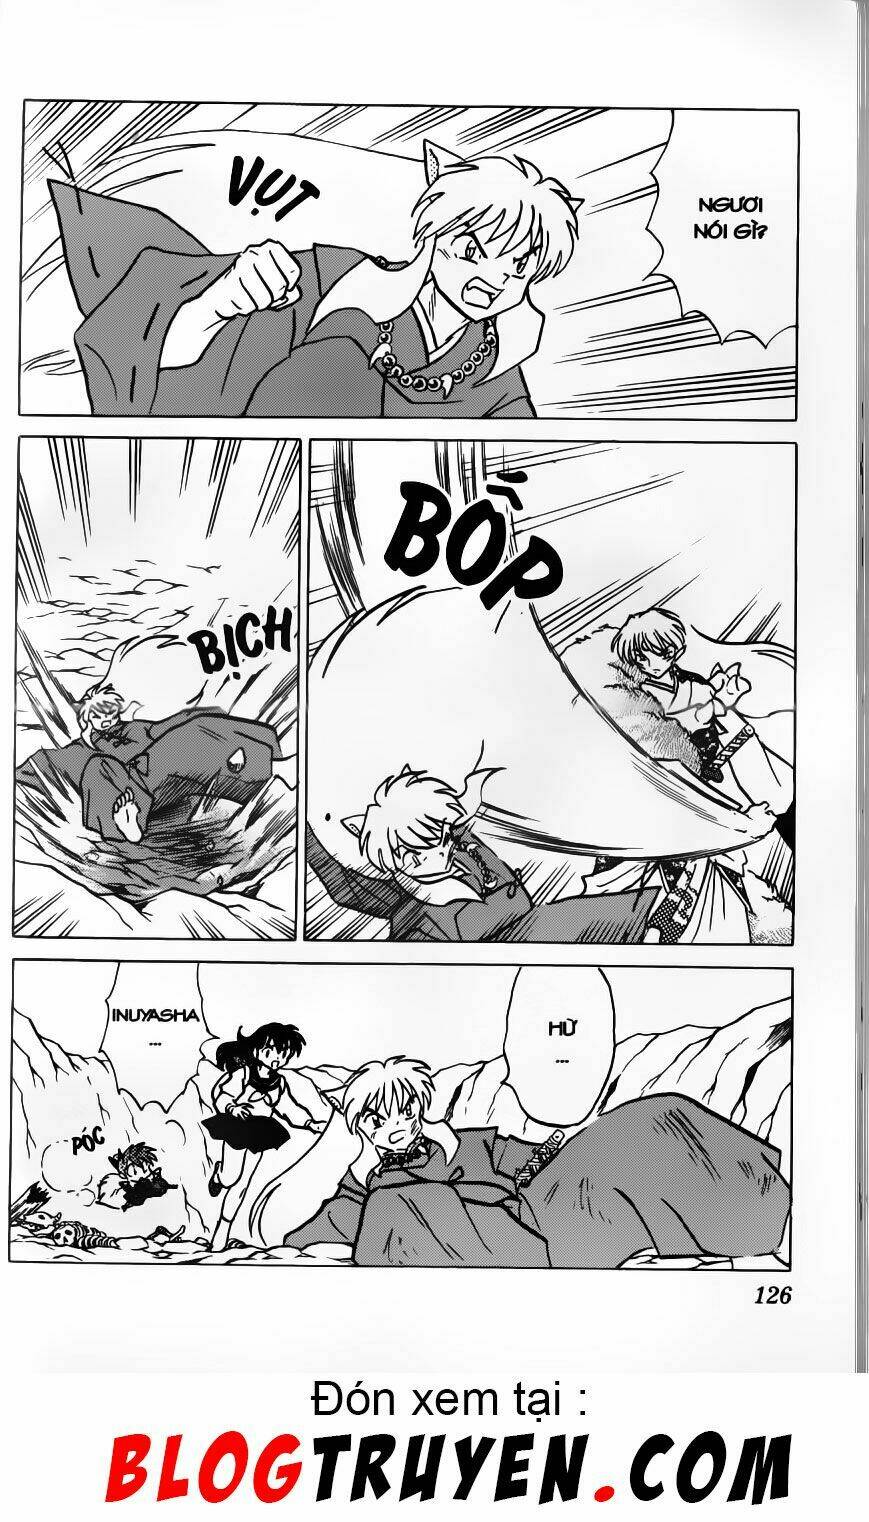 VỤT
NGƯƠI
NÓI GÌ?
BỐP
BỊCH
INUYASHA
...
HỪ
...
PÓC
126
Đón xem tại :
BLOGTRUYEN.COM